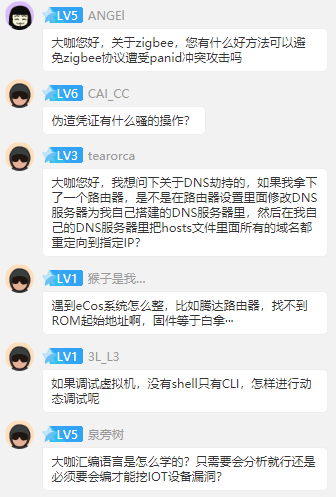 LV5 ANGEl
大咖您好，关于zigbee，您有什么好方法可以避
免zigbee协议遭受panid冲突攻击吗
LV6 CAI_CC
伪造凭证有什么骚的操作？
LV3 tearorca
大咖您好，我想问下关于DNS劫持的，如果我拿下
了一个路由器，是不是在路由器设置里面修改DNS
服务器为我自己搭建的DNS服务器里，然后在我自
己的DNS服务器里把hosts文件里面所有的域名都
重定向到指定IP？
LV1 猴子是我...
遇到eCos系统怎么整，比如腾达路由器，找不到
ROM起始地址啊，固件等于白拿···
LV1 3L_L3
如果调试虚拟机，没有shell只有CLI，怎样进行动
态调试呢
LV5 泉旁树
大咖汇编语言是怎么学的？只需要会分析就行还是
必须要会编才能挖IOT设备漏洞？